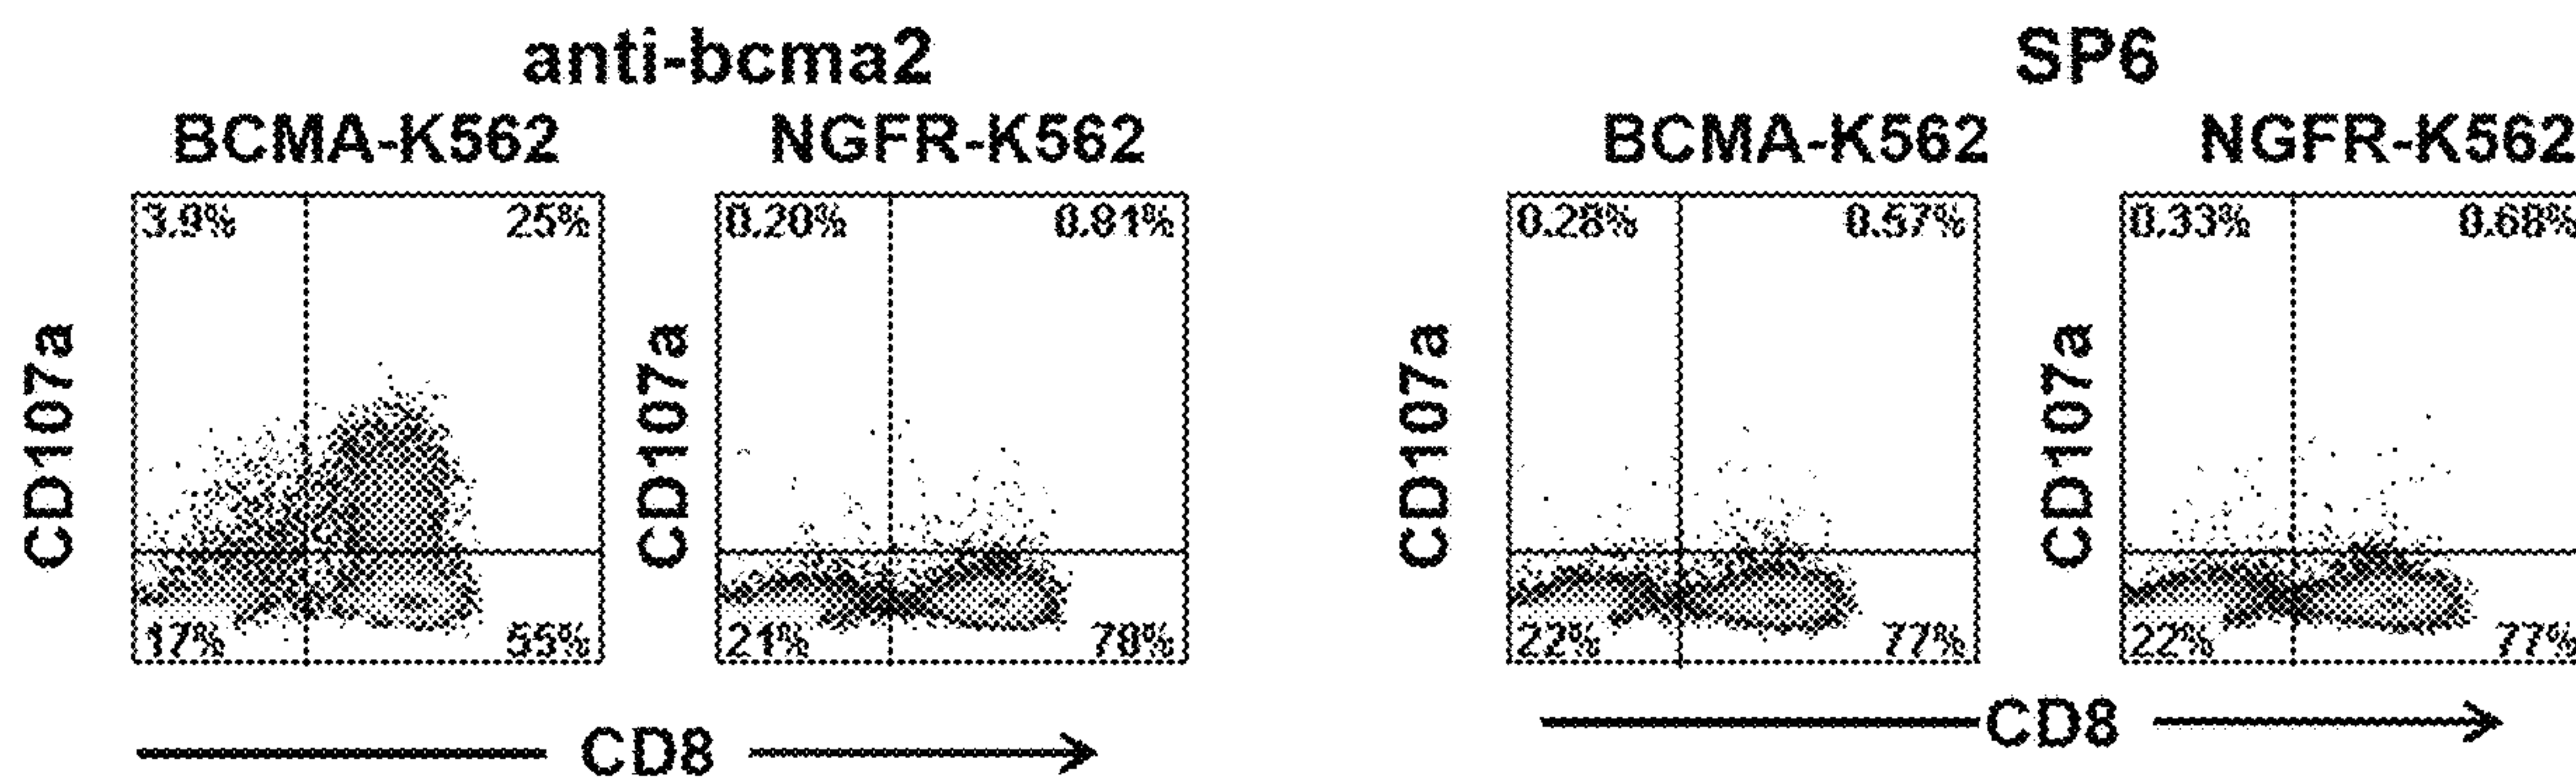 anti-bcma2 SP6
BCMA-K562 NGFR-K562 BCMA-K562 NGFR-K562
3.9% 25% 0.20% 0.81% 0.28% 0.57% 0.33% 0.68%
CD107a CD107a CD107a CD107a
17% 55% 21% 78% 22% 77% 22% 77%
CD8 CD8